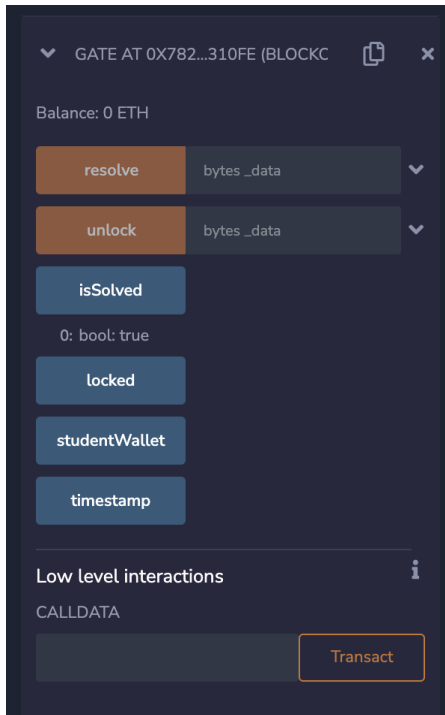 GATE AT 0X782...310FE (BLOCKC
Balance: 0 ETH
resolve bytes _data
unlock bytes _data
isSolved
0: bool: true
locked
studentWallet
timestamp
Low level interactions
CALLDATA
Transact